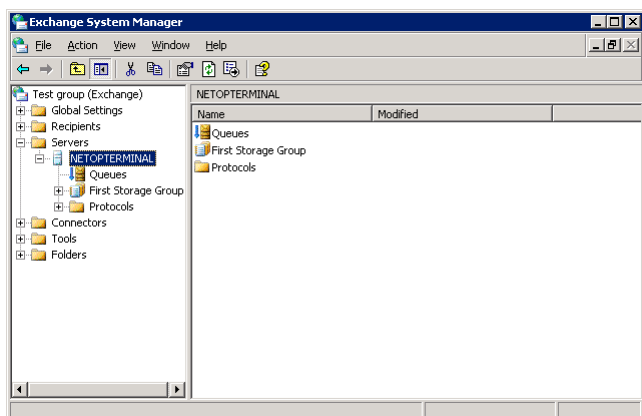 Exchange System Manager
File Action View Window Help
Test group (Exchange)
Global Settings
Recipients
Servers
NETOPTERMINAL
Queues
First Storage Group
Protocols
Connectors
Tools
Folders
NETOPTERMINAL
Name Modified
Queues
First Storage Group
Protocols